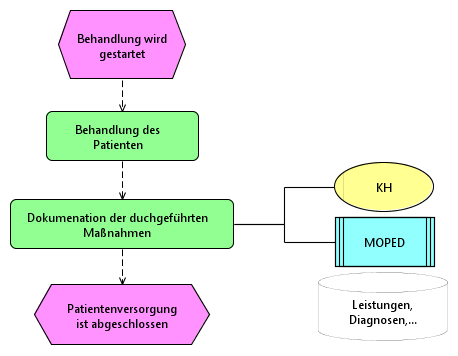 Behandlung wird
gestartet
Behandlung des
Patienten
Dokumenation der duchgeführten
Maßnahmen
KH
MOPED
Patientenversorgung
ist abgeschlossen
Leistungen,
Diagnosen,...